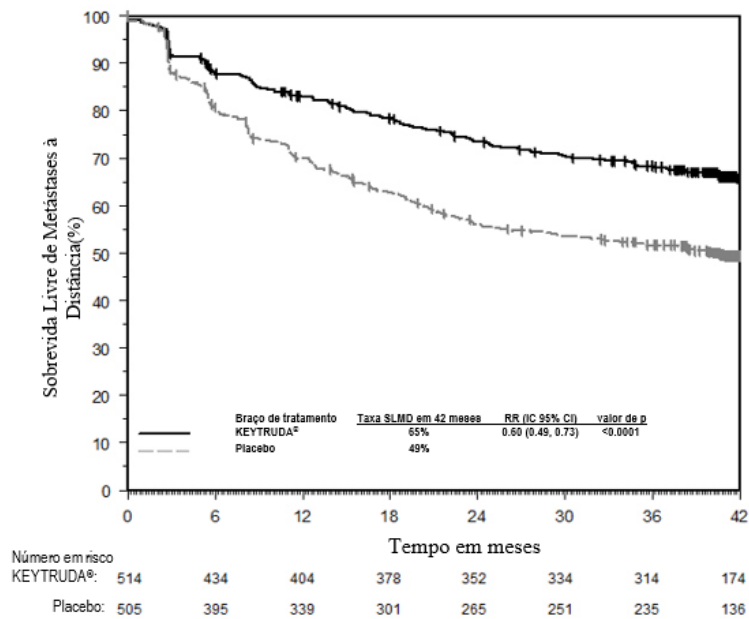 100
90
80
70
60
50
40
30
20
10
0
Sobrevida Livre de Metástases à
Distância(%)
Braço de tratamento Taxa SLMD em 42 meses RR (IC 95% CI) valor de p
KEYTRUDA® 65% 0.60 (0.49, 0.73) <0.0001
Placebo 49%
0 6 12 18 24 30 36 42
Tempo em meses
Número em risco
KEYTRUDA®: 514 434 404 378 352 334 314 174
Placebo: 505 395 339 301 265 251 235 136